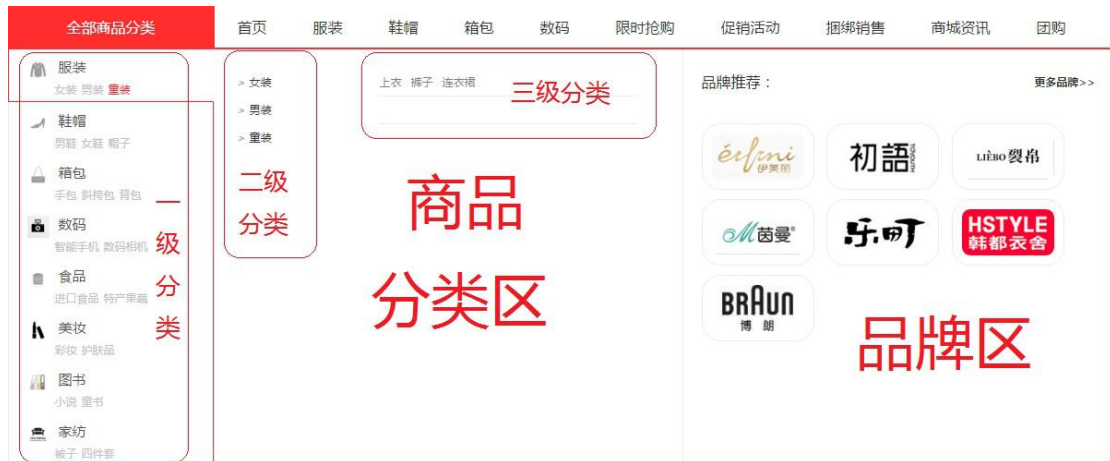 全部商品分类 首页 服装 鞋帽 箱包 数码 限时抢购 促销活动 捆绑销售 商城资讯 团购
服装
女装 男装 童装
鞋帽
男鞋 女鞋 帽子
箱包
手包 斜挎包 背包
数码
智能手机 数码相机
食品
进口食品 特产果蔬
美妆
彩妆 护肤品
图书
小说 童书
家纺
被子 四件套
一级分类
> 女装
> 男装
> 童装
二级
分类
上衣 裤子 连衣裙
三级分类
商品
分类区
品牌推荐：
更多品牌>>
伊芙丽
初語
LIÈBO 裂帛
茵曼
乐町
HSTYLE
韩都衣舍
BRAUN
博朗
品牌区